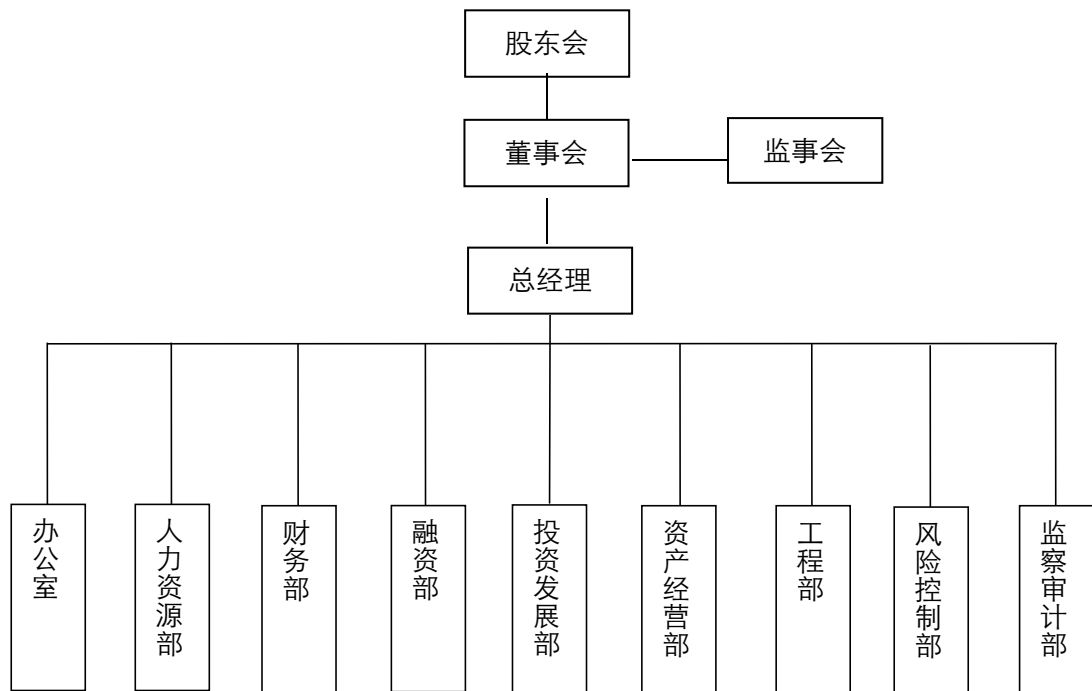 股东会
董事会
监事会
总经理
办公室
人力资源部
财务部
融资部
投资发展部
资产经营部
工程部
风险控制部
监察审计部